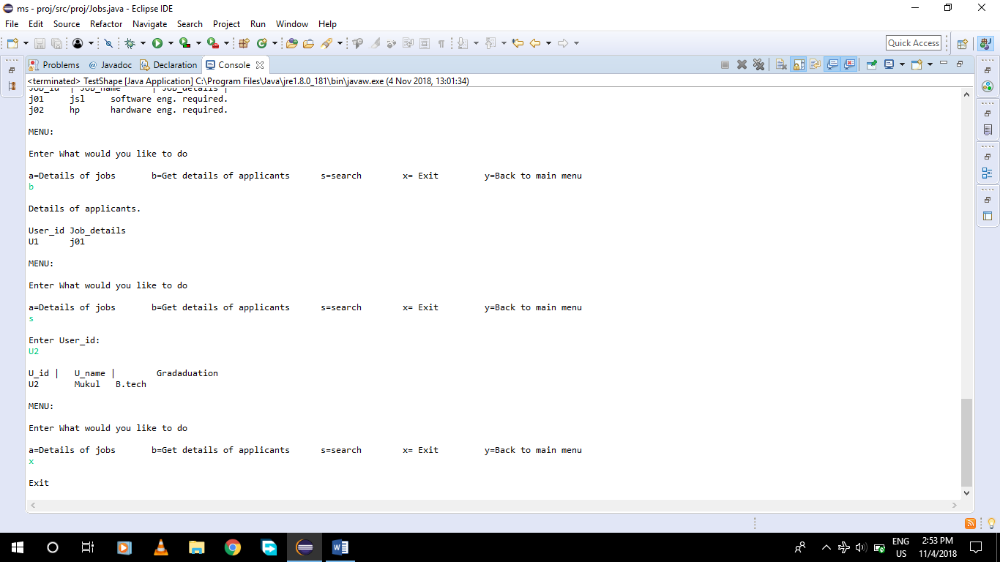 ms - proj/src/proj/Jobs.java - Eclipse IDE
File Edit Source Refactor Navigate Search Project Run Window Help
Quick Access
Problems @ Javadoc Declaration Console
<terminated> TestShape [Java Application] C:\Program Files\Java\jre1.8.0_181\bin\javaw.exe (4 Nov 2018, 13:01:34)
Job_id | Job_name | Job_details |
j01 jsl software eng. required.
j02 hp hardware eng. required.
MENU:
Enter What would you like to do
a=Details of jobs b=Get details of applicants s=search x= Exit y=Back to main menu
b
Details of applicants.
User_id Job_details
U1 j01
MENU:
Enter What would you like to do
a=Details of jobs b=Get details of applicants s=search x= Exit y=Back to main menu
s
Enter User_id:
U2
U_id | U_name | Gradaduation
U2 Mukul B.tech
MENU:
Enter What would you like to do
a=Details of jobs b=Get details of applicants s=search x= Exit y=Back to main menu
x
Exit
ENG 2:53 PM
US 11/4/2018